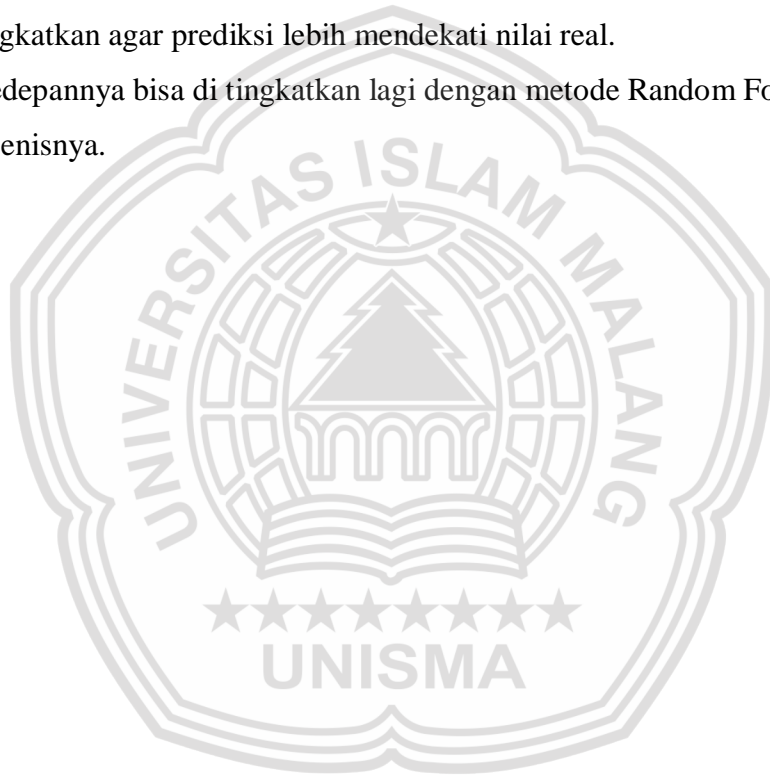 gkatkan agar prediksi lebih mendekati nilai real.
edepannya bisa di tingkatkan lagi dengan metode Random Fo
enisnya.
UNIVERSITAS ISLAM MALANG
UNISMA